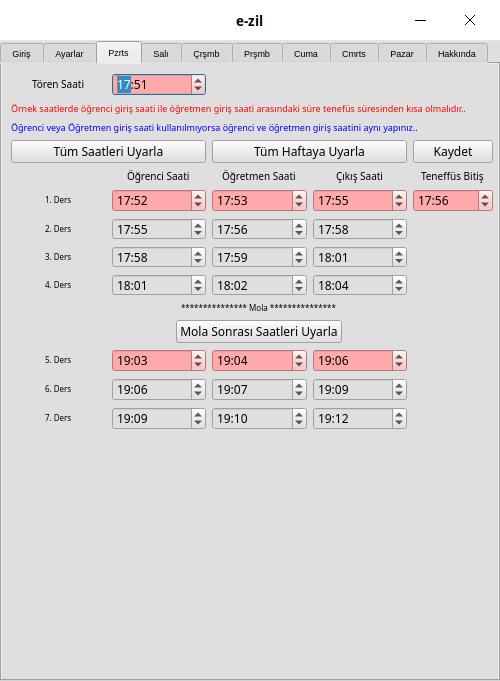 e-zil
Giriş Ayarlar Pzrts Salı Çrşmb Prşmb Cuma Cmrts Pazar Hakkında
Tören Saati 17:51
Örnek saatlerde öğrenci giriş saati ile öğretmen giriş saati arasındaki süre tenefüs süresinden kısa olmalıdır..
Öğrenci veya Öğretmen giriş saati kullanılmıyorsa öğrenci ve öğretmen giriş saatini aynı yapınız..
Tüm Saatleri Uyarla Tüm Haftaya Uyarla Kaydet
Öğrenci Saati Öğretmen Saati Çıkış Saati Teneffüs Bitiş
1. Ders 17:52 17:53 17:55 17:56
2. Ders 17:55 17:56 17:58
3. Ders 17:58 17:59 18:01
4. Ders 18:01 18:02 18:04
*************** Mola ***************
Mola Sonrası Saatleri Uyarla
5. Ders 19:03 19:04 19:06
6. Ders 19:06 19:07 19:09
7. Ders 19:09 19:10 19:12